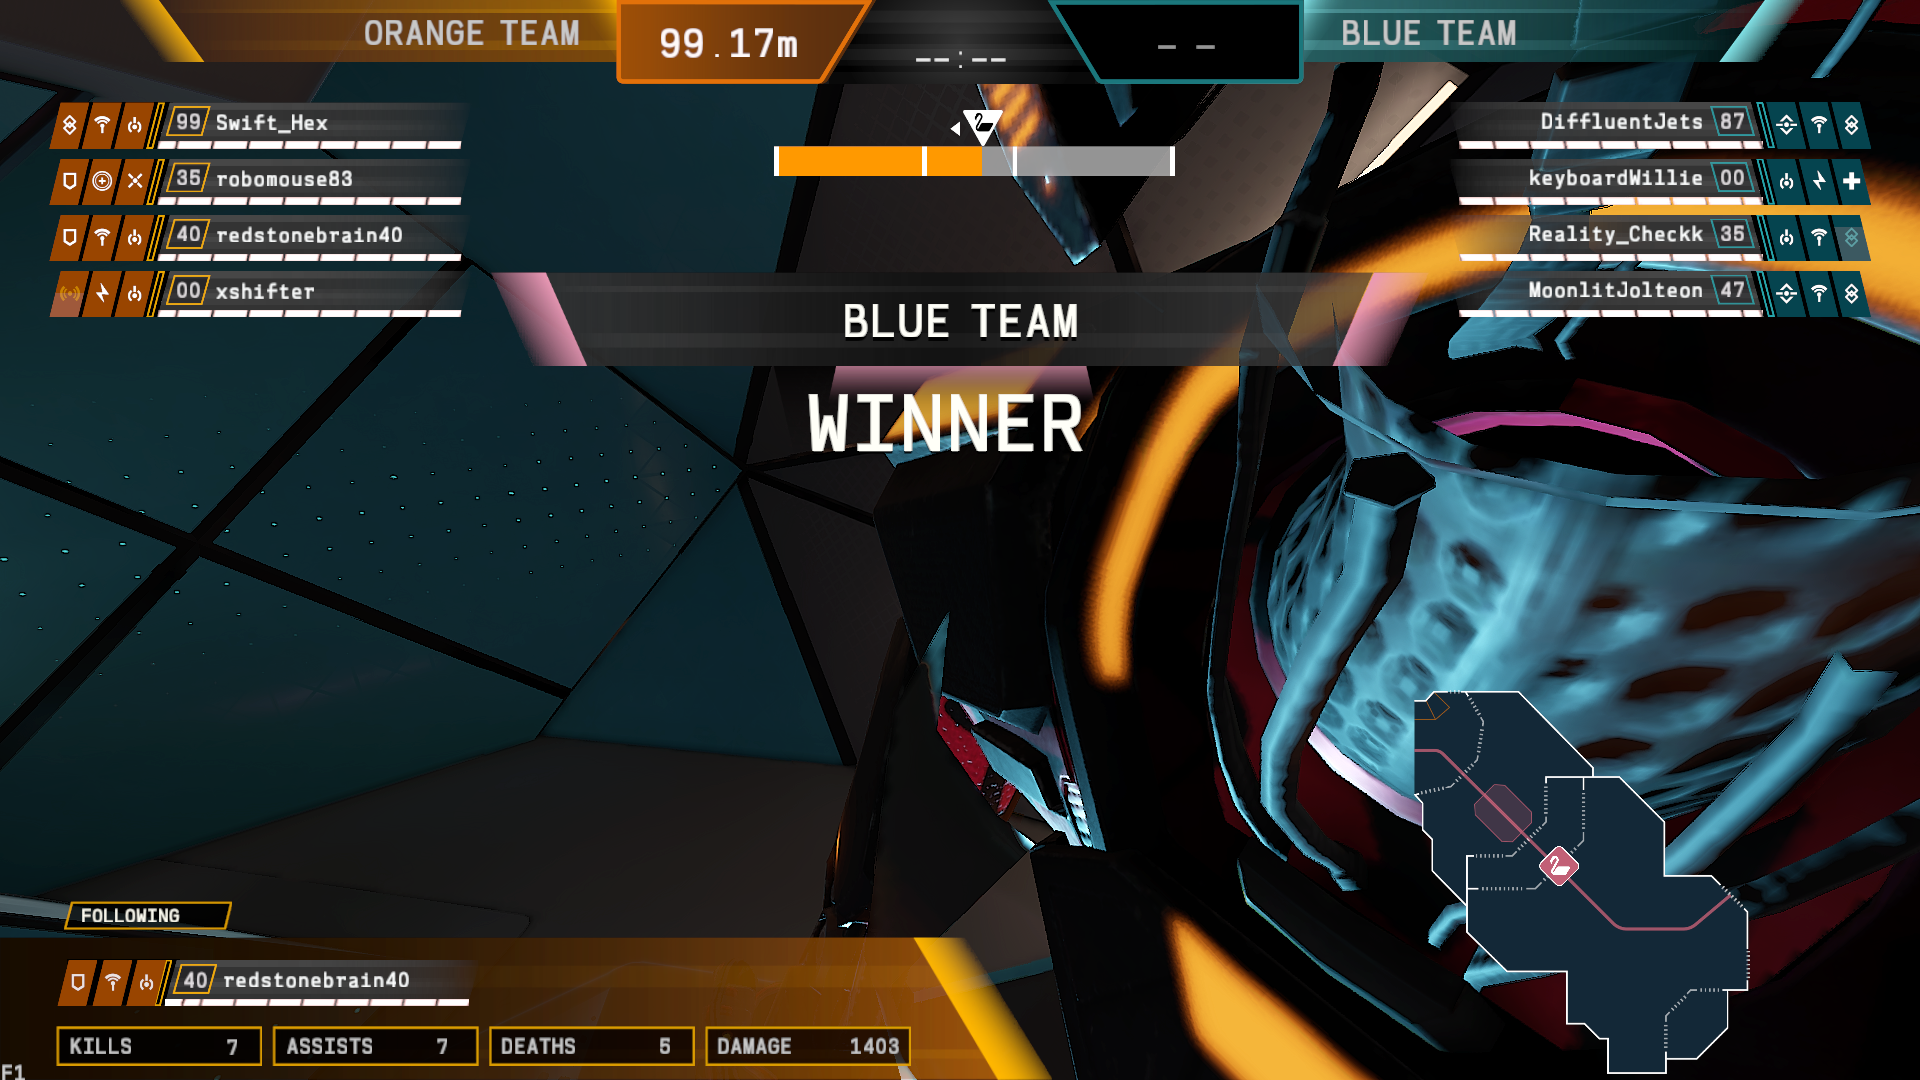 ORANGE TEAM
99.17m
--:--
- -
BLUE TEAM
99 Swift_Hex
35 robomouse83
40 redstonebrain40
00 xshifter
DiffluentJets 87
keyboardWillie 00
Reality_Checkk 35
MoonlitJolteon 47
BLUE TEAM
WINNER
FOLLOWING
40 redstonebrain40
KILLS 7
ASSISTS 7
DEATHS 5
DAMAGE 1403
F1